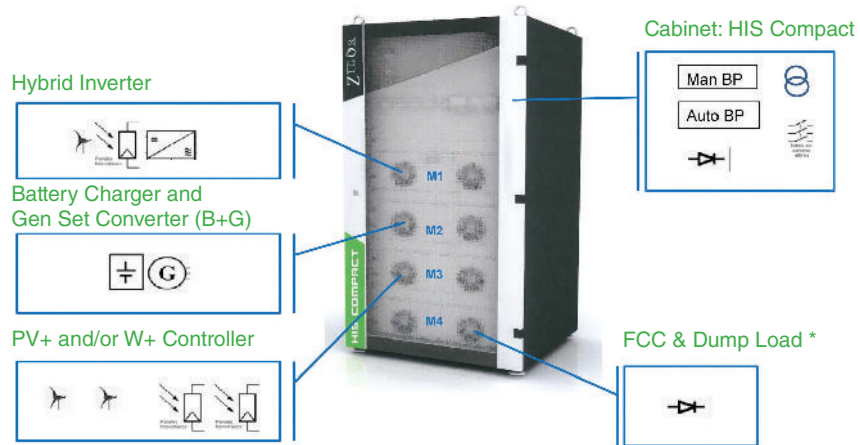 Cabinet: HIS Compact
Man BP
Auto BP
Hybrid Inverter
Battery Charger and
Gen Set Converter (B+G)
G
PV+ and/or W+ Controller
ZIGOR
HIS COMPACT
M1
M2
M3
M4
FCC & Dump Load *